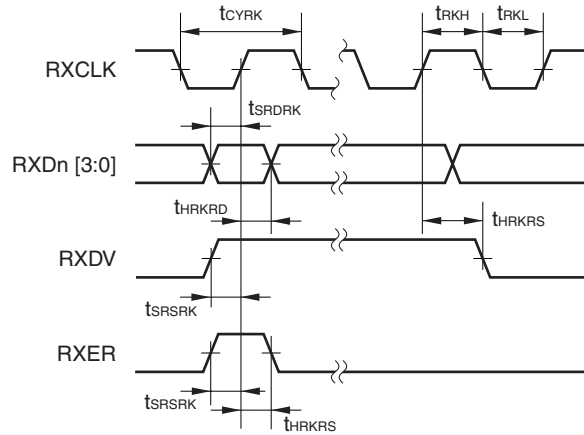 tCYRK
tRKH
tRKL
RXCLK
tSRDRK
RXDn [3:0]
tHRKRD
tHRKRS
RXDV
tSRSRK
RXER
tSRSRK
tHRKRS